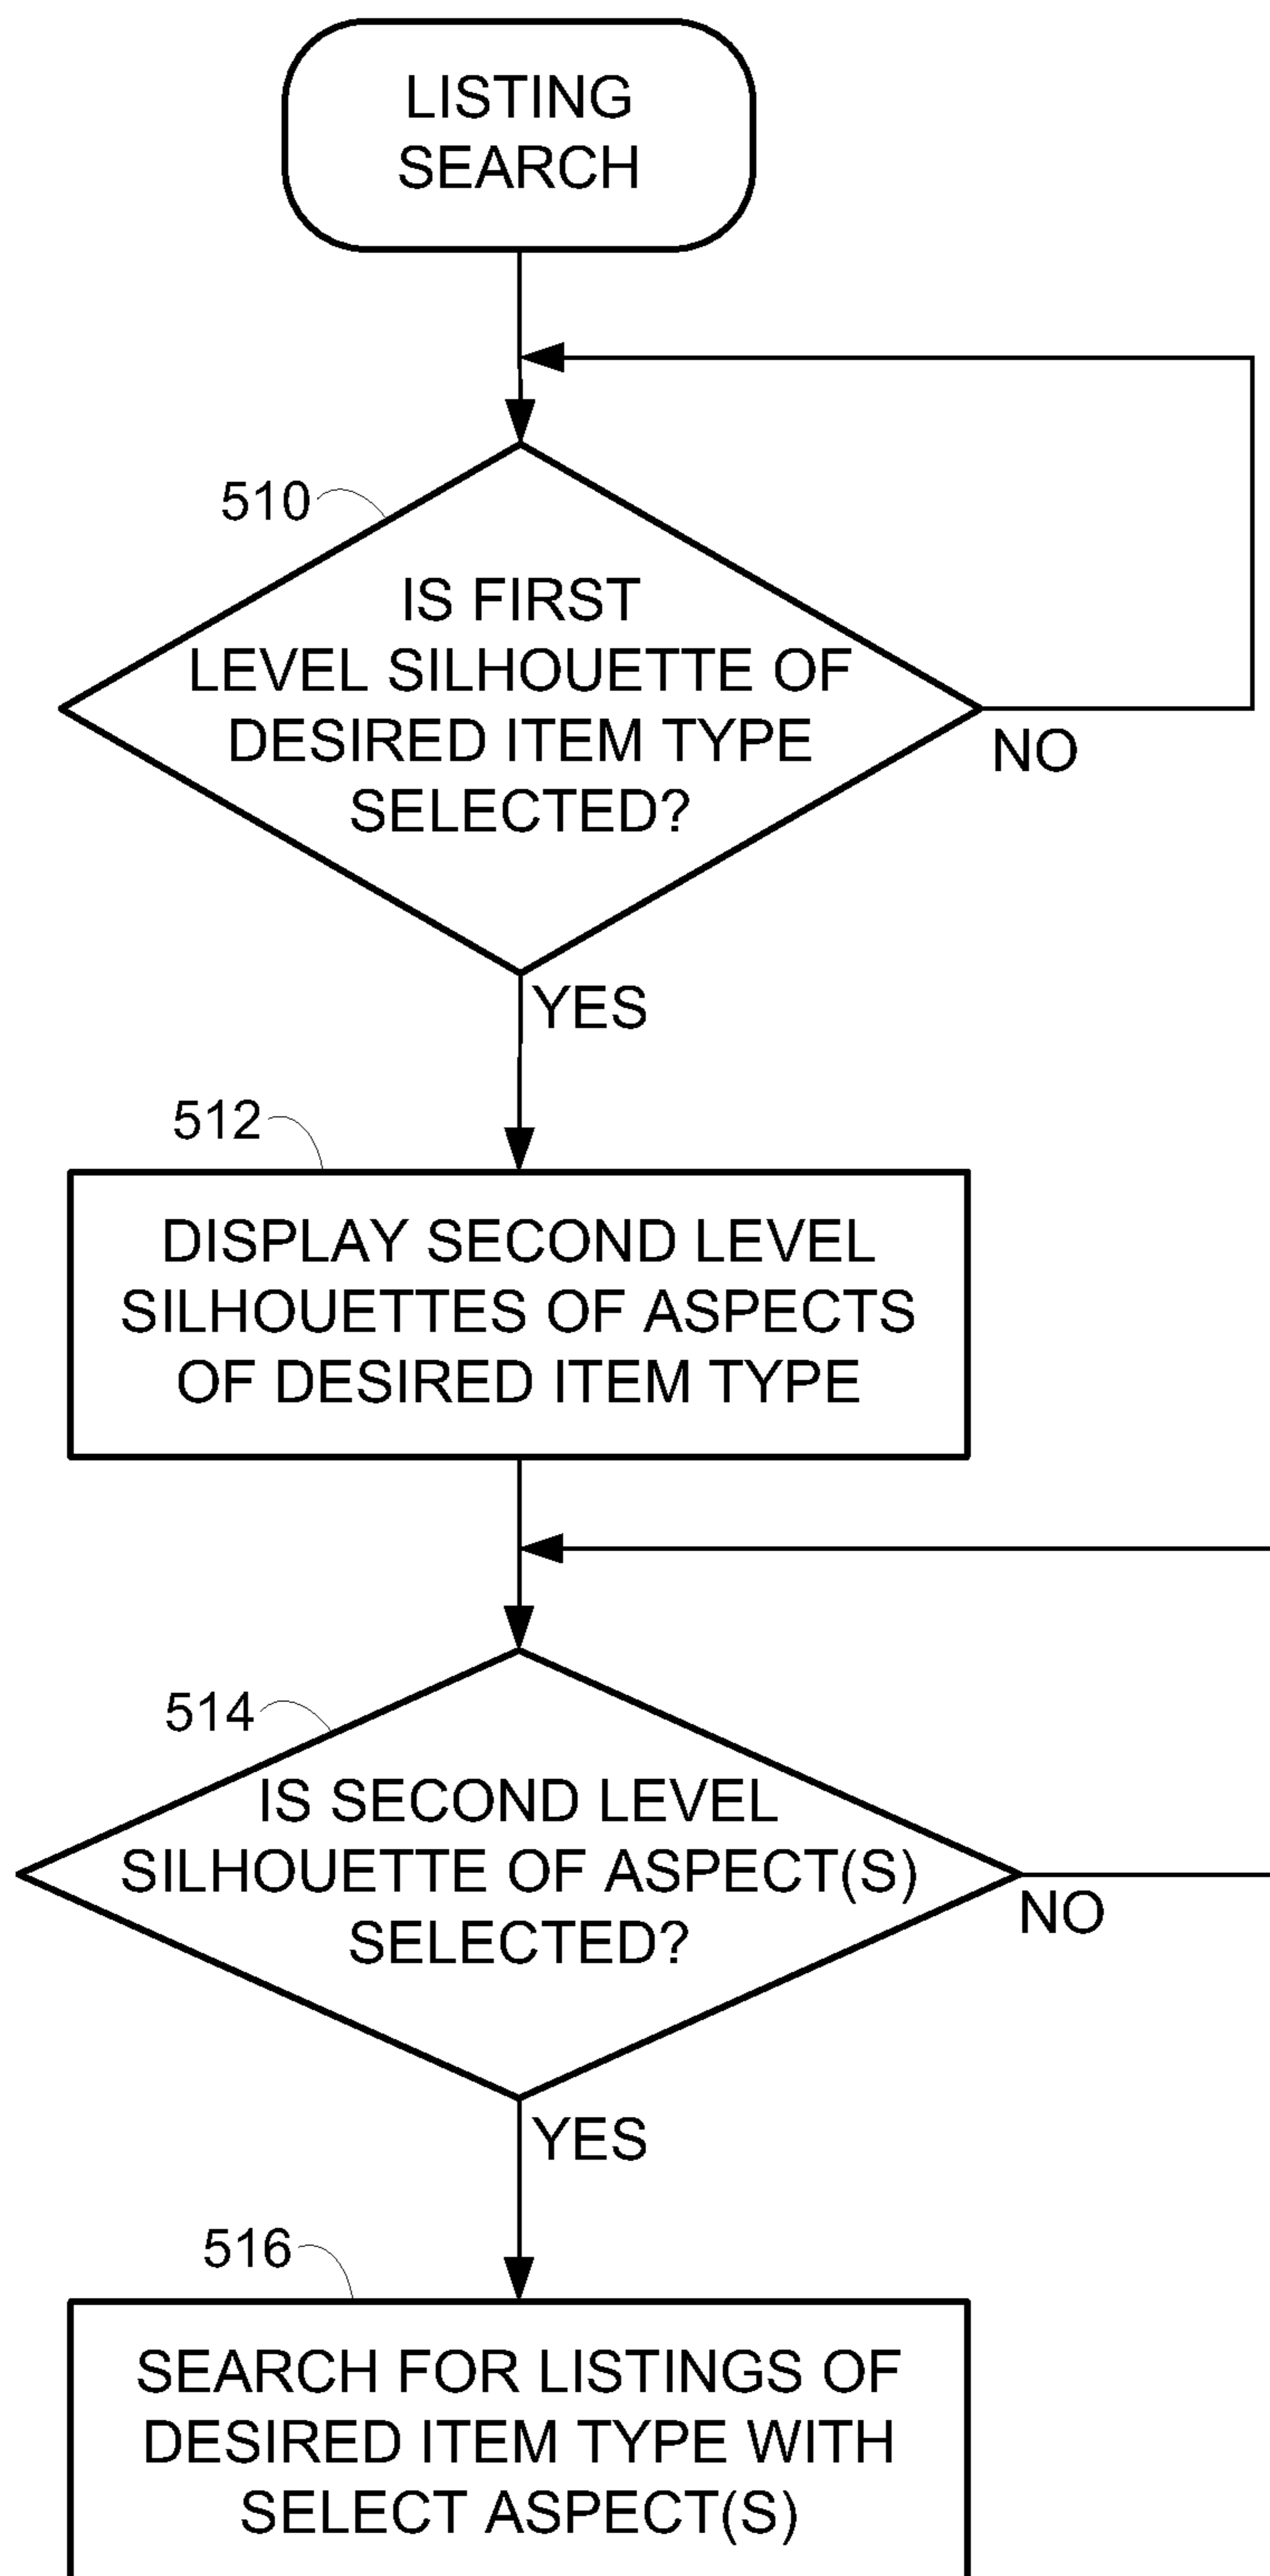 LISTING
SEARCH
510
IS FIRST
LEVEL SILHOUETTE OF
DESIRED ITEM TYPE
SELECTED?
NO
YES
512
DISPLAY SECOND LEVEL
SILHOUETTES OF ASPECTS
OF DESIRED ITEM TYPE
514
IS SECOND LEVEL
SILHOUETTE OF ASPECT(S)
SELECTED?
NO
YES
516
SEARCH FOR LISTINGS OF
DESIRED ITEM TYPE WITH
SELECT ASPECT(S)